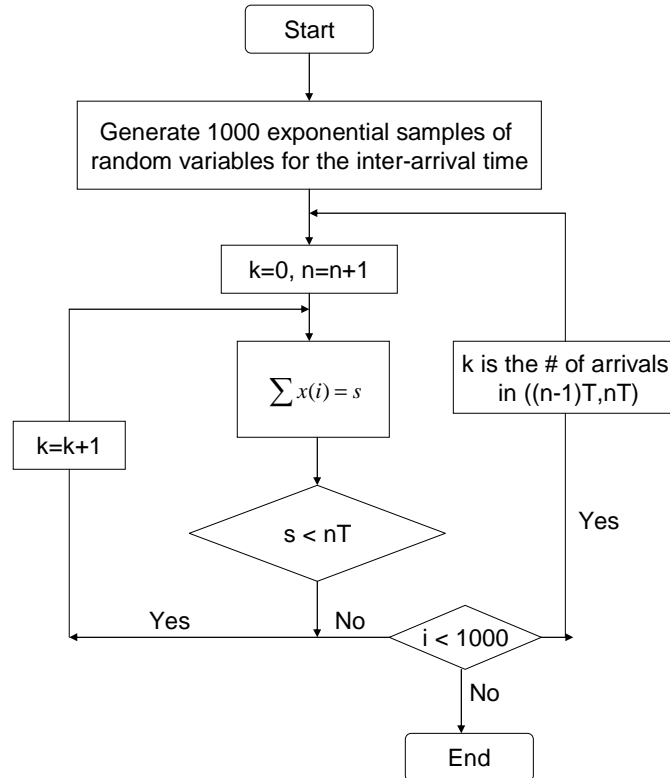 Start
Generate 1000 exponential samples of
random variables for the inter-arrival time
k=0, n=n+1
∑ x(i) = s
k is the # of arrivals
in ((n-1)T,nT)
k=k+1
s < nT
Yes
Yes
No
i < 1000
No
End